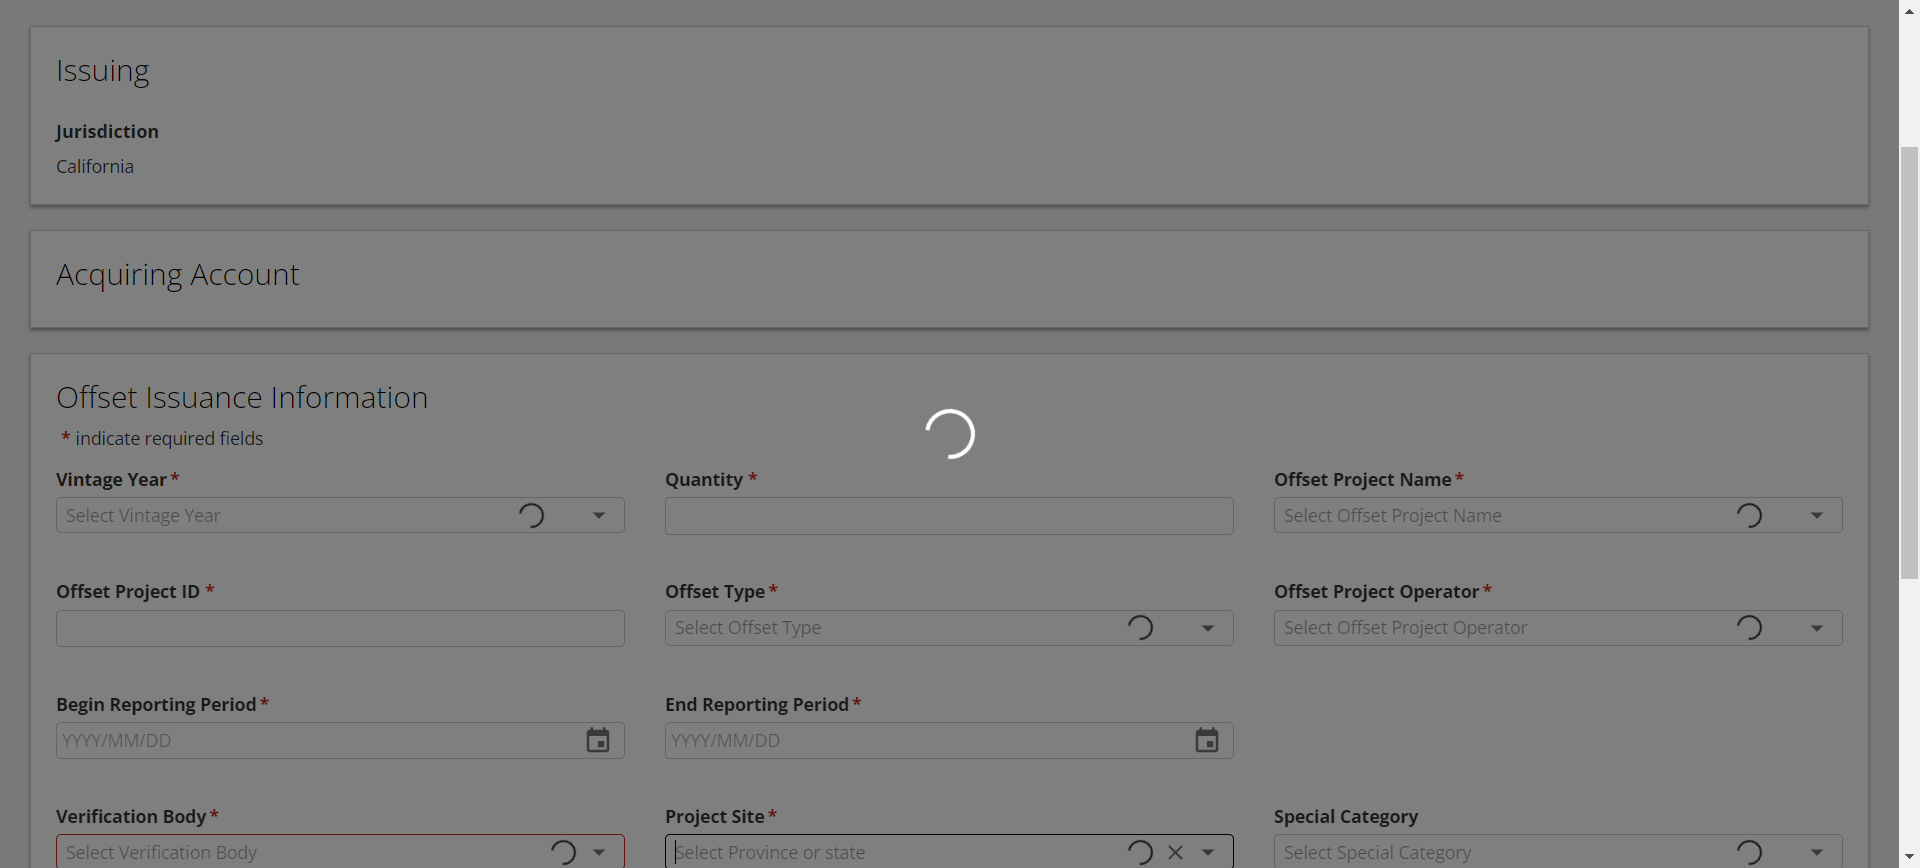 Issuing
Jurisdiction
California
Acquiring Account
Offset Issuance Information
* indicate required fields
Vintage Year *
Quantity *
Offset Project Name *
Select Vintage Year
Select Offset Project Name
Offset Project ID *
Offset Type *
Offset Project Operator *
Select Offset Type
Select Offset Project Operator
Begin Reporting Period *
End Reporting Period *
YYYY/MM/DD
YYYY/MM/DD
Verification Body *
Project Site *
Special Category
Select Verification Body
Select Province or state
Select Special Category